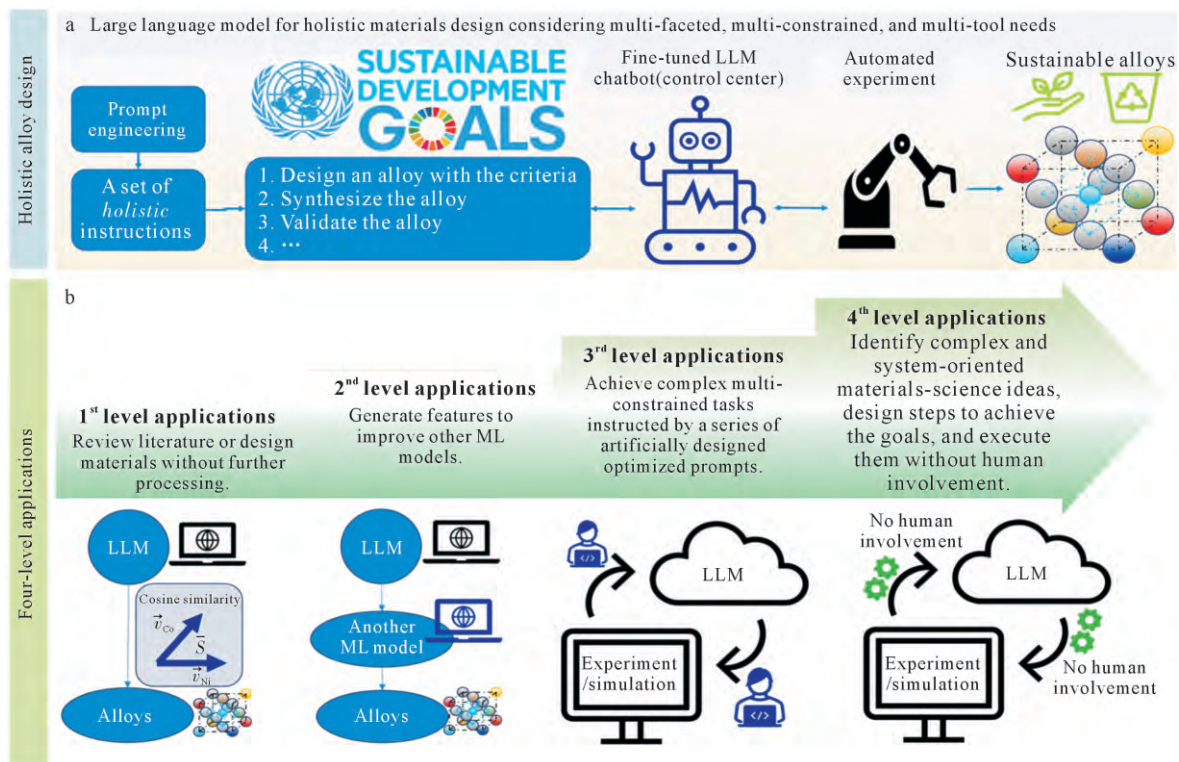 Holistic alloy design
a Large language model for holistic materials design considering multi-faceted, multi-constrained, and multi-tool needs
Prompt
engineering
A set of
holistic
instructions
SUSTAINABLE
DEVELOPMENT
GOALS
1. Design an alloy with the criteria
2. Synthesize the alloy
3. Validate the alloy
4. ···
Fine-tuned LLM
chatbot(control center)
Automated
experiment
Sustainable alloys
Four-level applications
b
1st level applications
Review literature or design
materials without further
processing.
2nd level applications
Generate features to
improve other ML
models.
3rd level applications
Achieve complex multi-
constrained tasks
instructed by a series of
artificially designed
optimized prompts.
4th level applications
Identify complex and
system-oriented
materials-science ideas,
design steps to achieve
the goals, and execute
them without human
involvement.
LLM
Cosine similarity
v⃗Co
S̄
v⃗Ni
Alloys
LLM
Another
ML model
Alloys
</>
LLM
Experiment
/simulation
</>
No human
involvement
LLM
Experiment
/simulation
No human
involvement